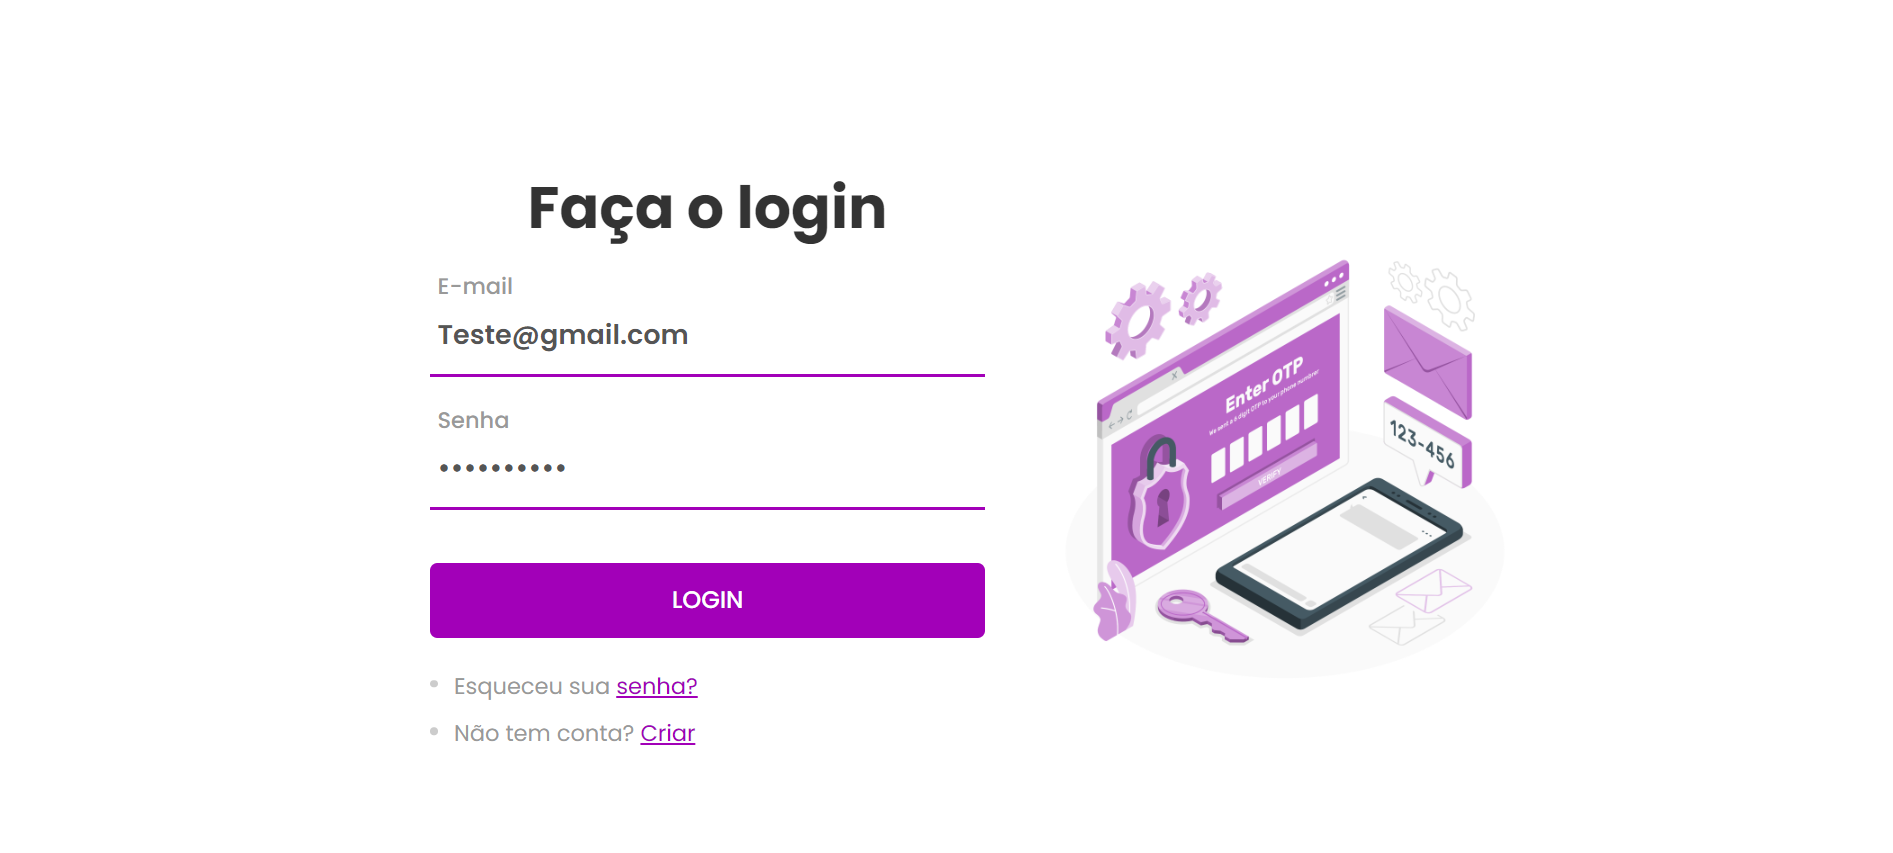 Faça o login
E-mail
Teste@gmail.com
Senha
••••••••••
LOGIN
Esqueceu sua senha?
Não tem conta? Criar
Enter OTP
We sent a 6-digit OTP to your phone number!
VERIFY
123-456